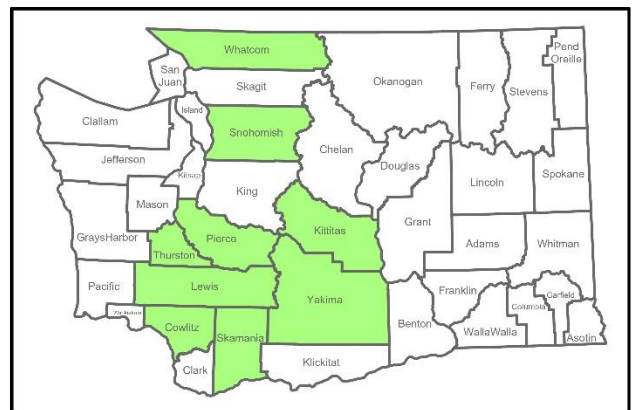 Whatcom
San
Juan
Skagit
Okanogan
Ferry
Stevens
Pend
Oreille
Island
Clallam
Snohomish
Chelan
Jefferson
Kitsap
Douglas
Lincoln
Spokane
King
Mason
Grant
GraysHarbor
Pierce
Kittitas
Adams
Whitman
Thurston
Pacific
Lewis
Yakima
Franklin
Garfield
Columbia
Benton
WallaWalla
Asotin
Cowlitz
Skamania
Klickitat
Clark